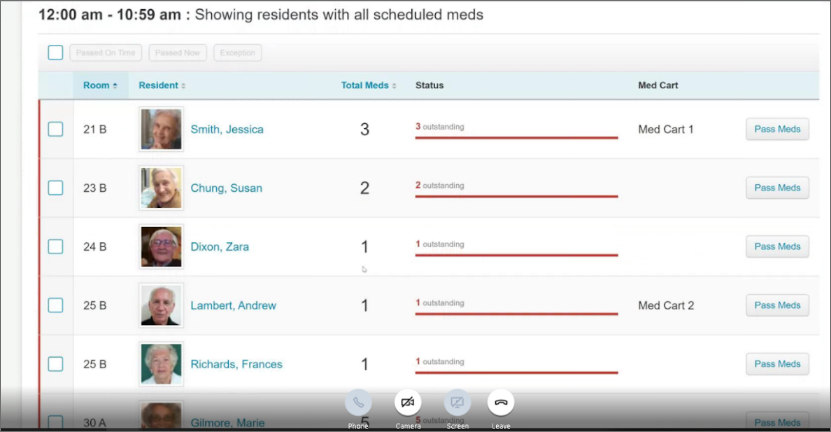 12:00 am - 10:59 am : Showing residents with all scheduled meds
Passed On Time Passed Now Exception
Room Resident Total Meds Status Med Cart
21 B Smith, Jessica 3 3 outstanding Med Cart 1 Pass Meds
23 B Chung, Susan 2 2 outstanding Pass Meds
24 B Dixon, Zara 1 1 outstanding Pass Meds
25 B Lambert, Andrew 1 1 outstanding Med Cart 2 Pass Meds
25 B Richards, Frances 1 1 outstanding Pass Meds
30 A Gilmore, Marie 5 5 outstanding Pass Meds
Phone Camera Screen Leave